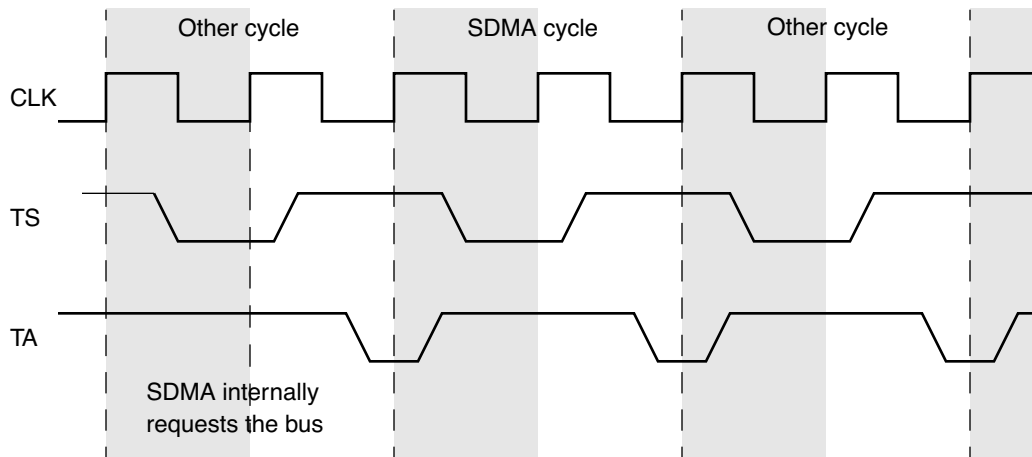 Other cycle
SDMA cycle
Other cycle
CLK
TS
TA
SDMA internally
requests the bus